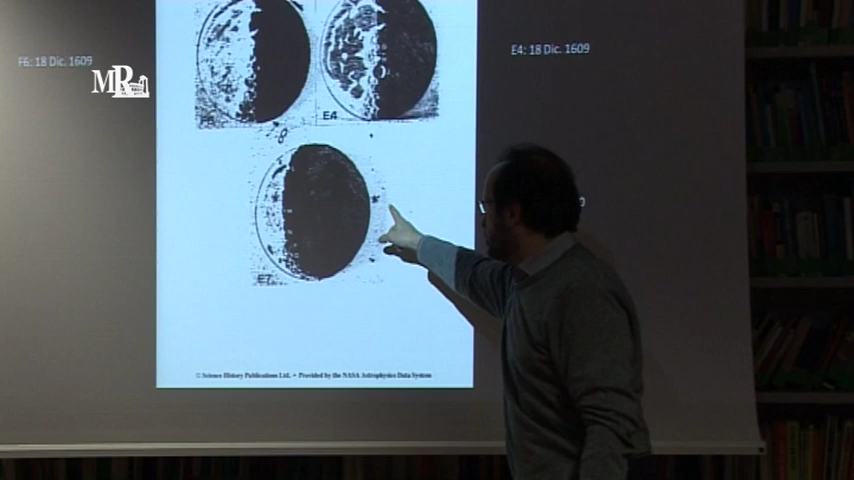 F6: 18 Dic. 1609
E4: 18 Dic. 1609
MR
E4
E7
© Science History Publications Ltd. • Provided by the NASA Astrophysics Data System